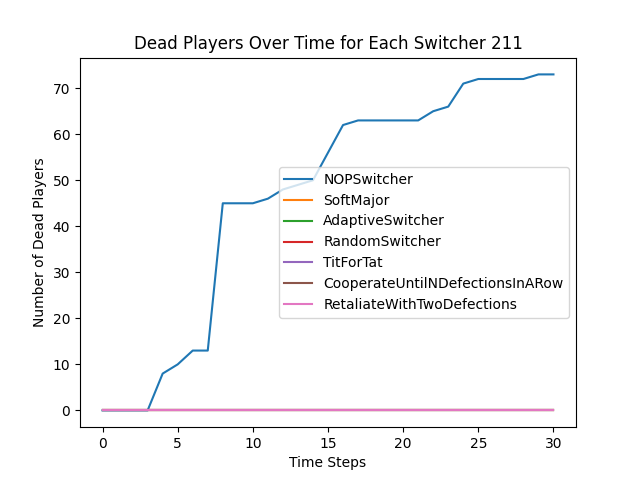 Dead Players Over Time for Each Switcher 211
Number of Dead Players
70
60
50
40
30
20
10
0
NOPSwitcher
SoftMajor
AdaptiveSwitcher
RandomSwitcher
TitForTat
CooperateUntilNDefectionsInARow
RetaliateWithTwoDefections
0 5 10 15 20 25 30
Time Steps